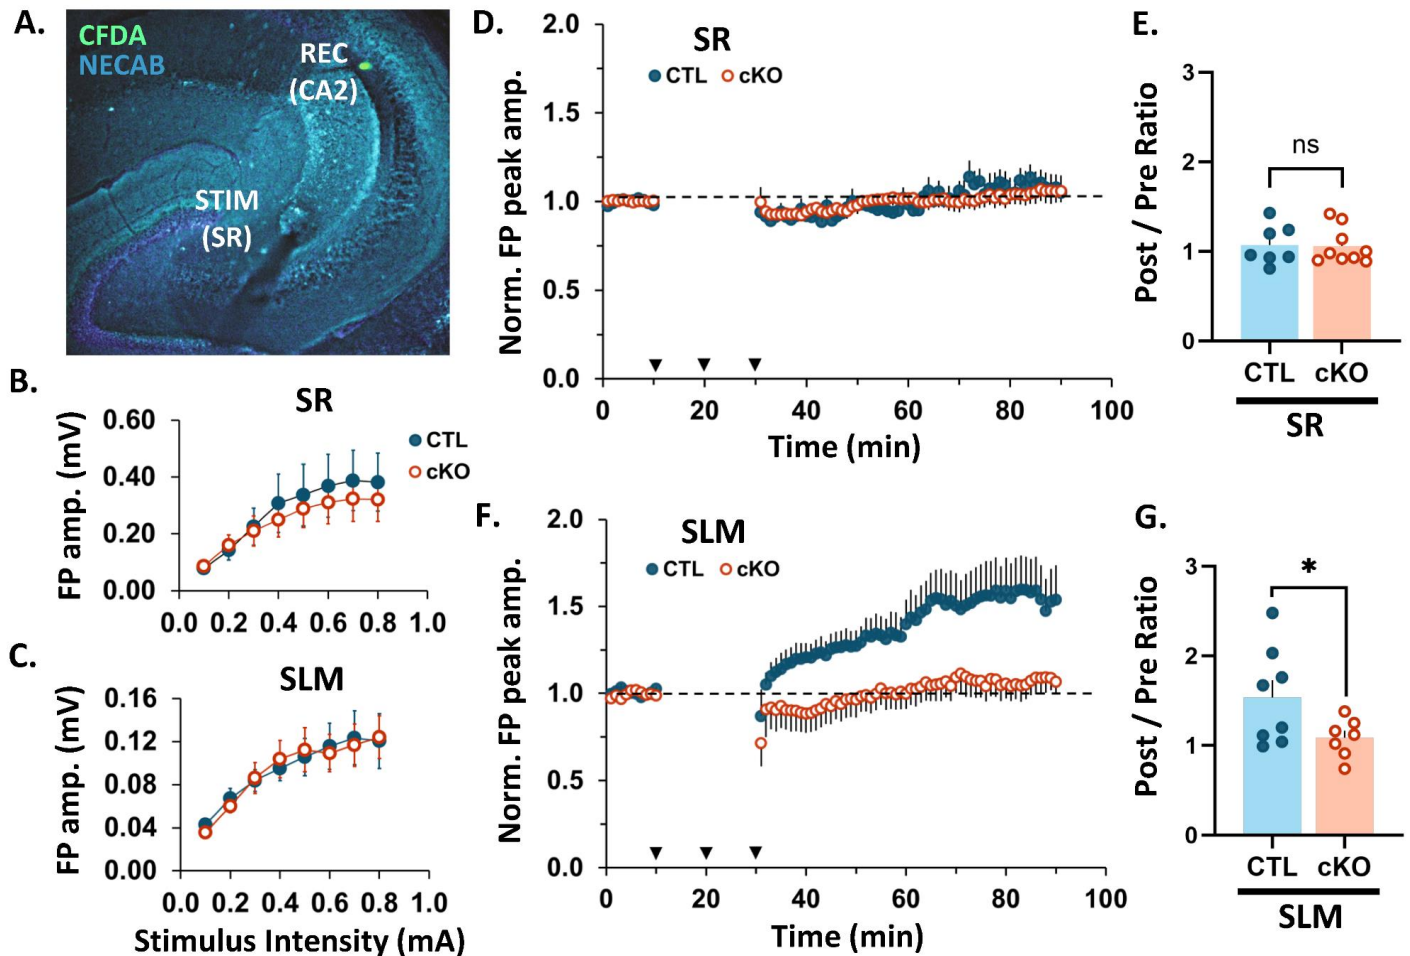 A.
CFDA
NECAB
REC
(CA2)
STIM
(SR)
B.
SR
FP amp. (mV)
0.60
0.40
0.20
0.00
0.0 0.2 0.4 0.6 0.8 1.0
CTL
cKO
C.
SLM
FP amp. (mV)
0.16
0.12
0.08
0.04
0.00
0.0 0.2 0.4 0.6 0.8 1.0
Stimulus Intensity (mA)
D.
SR
CTL cKO
Norm. FP peak amp.
2.0
1.5
1.0
0.5
0.0
0 20 40 60 80 100
Time (min)
E.
Post / Pre Ratio
3
2
1
0
ns
CTL cKO
SR
F.
SLM
CTL cKO
Norm. FP peak amp.
2.0
1.5
1.0
0.5
0.0
0 20 40 60 80 100
Time (min)
G.
Post / Pre Ratio
3
2
1
0
*
CTL cKO
SLM